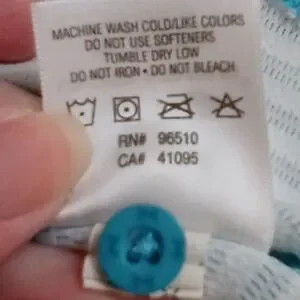 MACHINE WASH COLD/LIKE COLORS
DO NOT USE SOFTENERS
TUMBLE DRY LOW
DO NOT IRON • DO NOT BLEACH
RN# 96510
CA# 41095